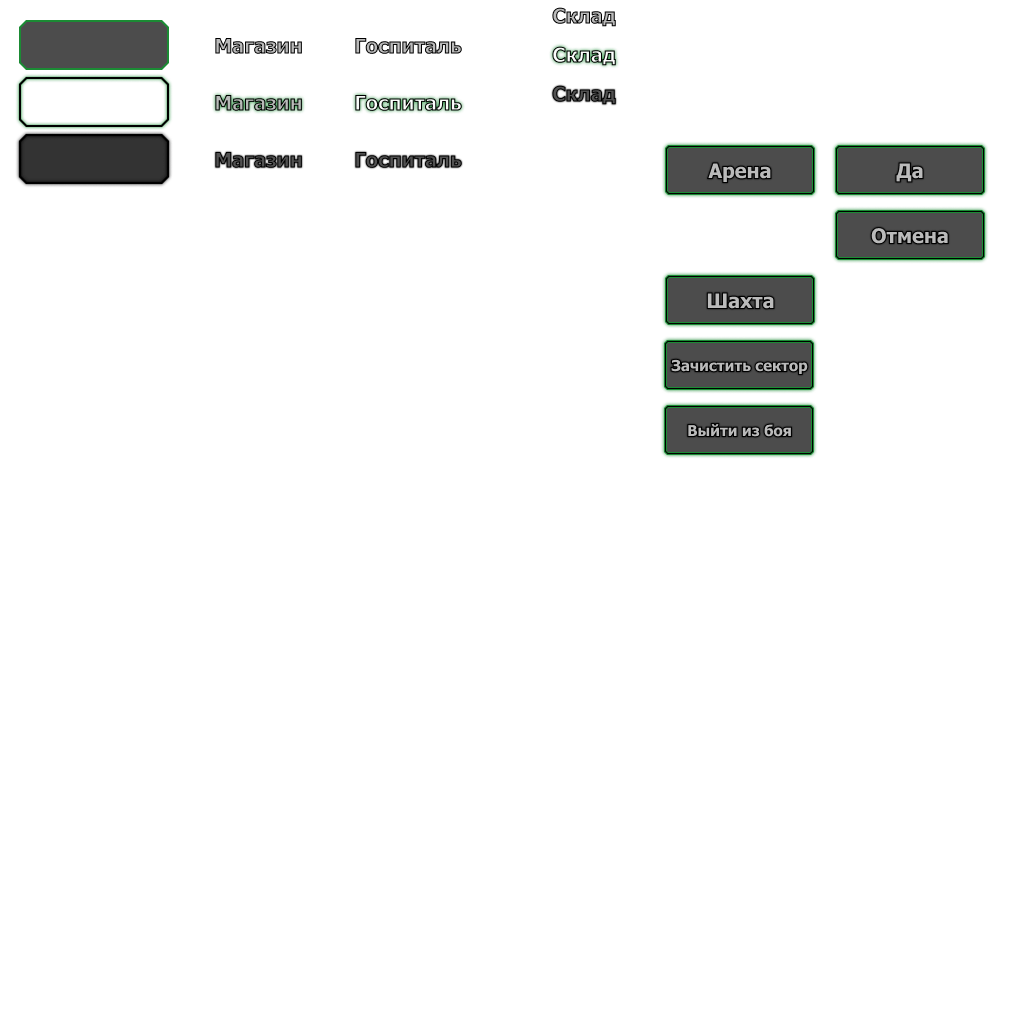 Склад
Магазин Госпиталь
Склад
Склад
Магазин Госпиталь
Магазин Госпиталь
Арена Да
Отмена
Шахта
Зачистить сектор
Выйти из боя